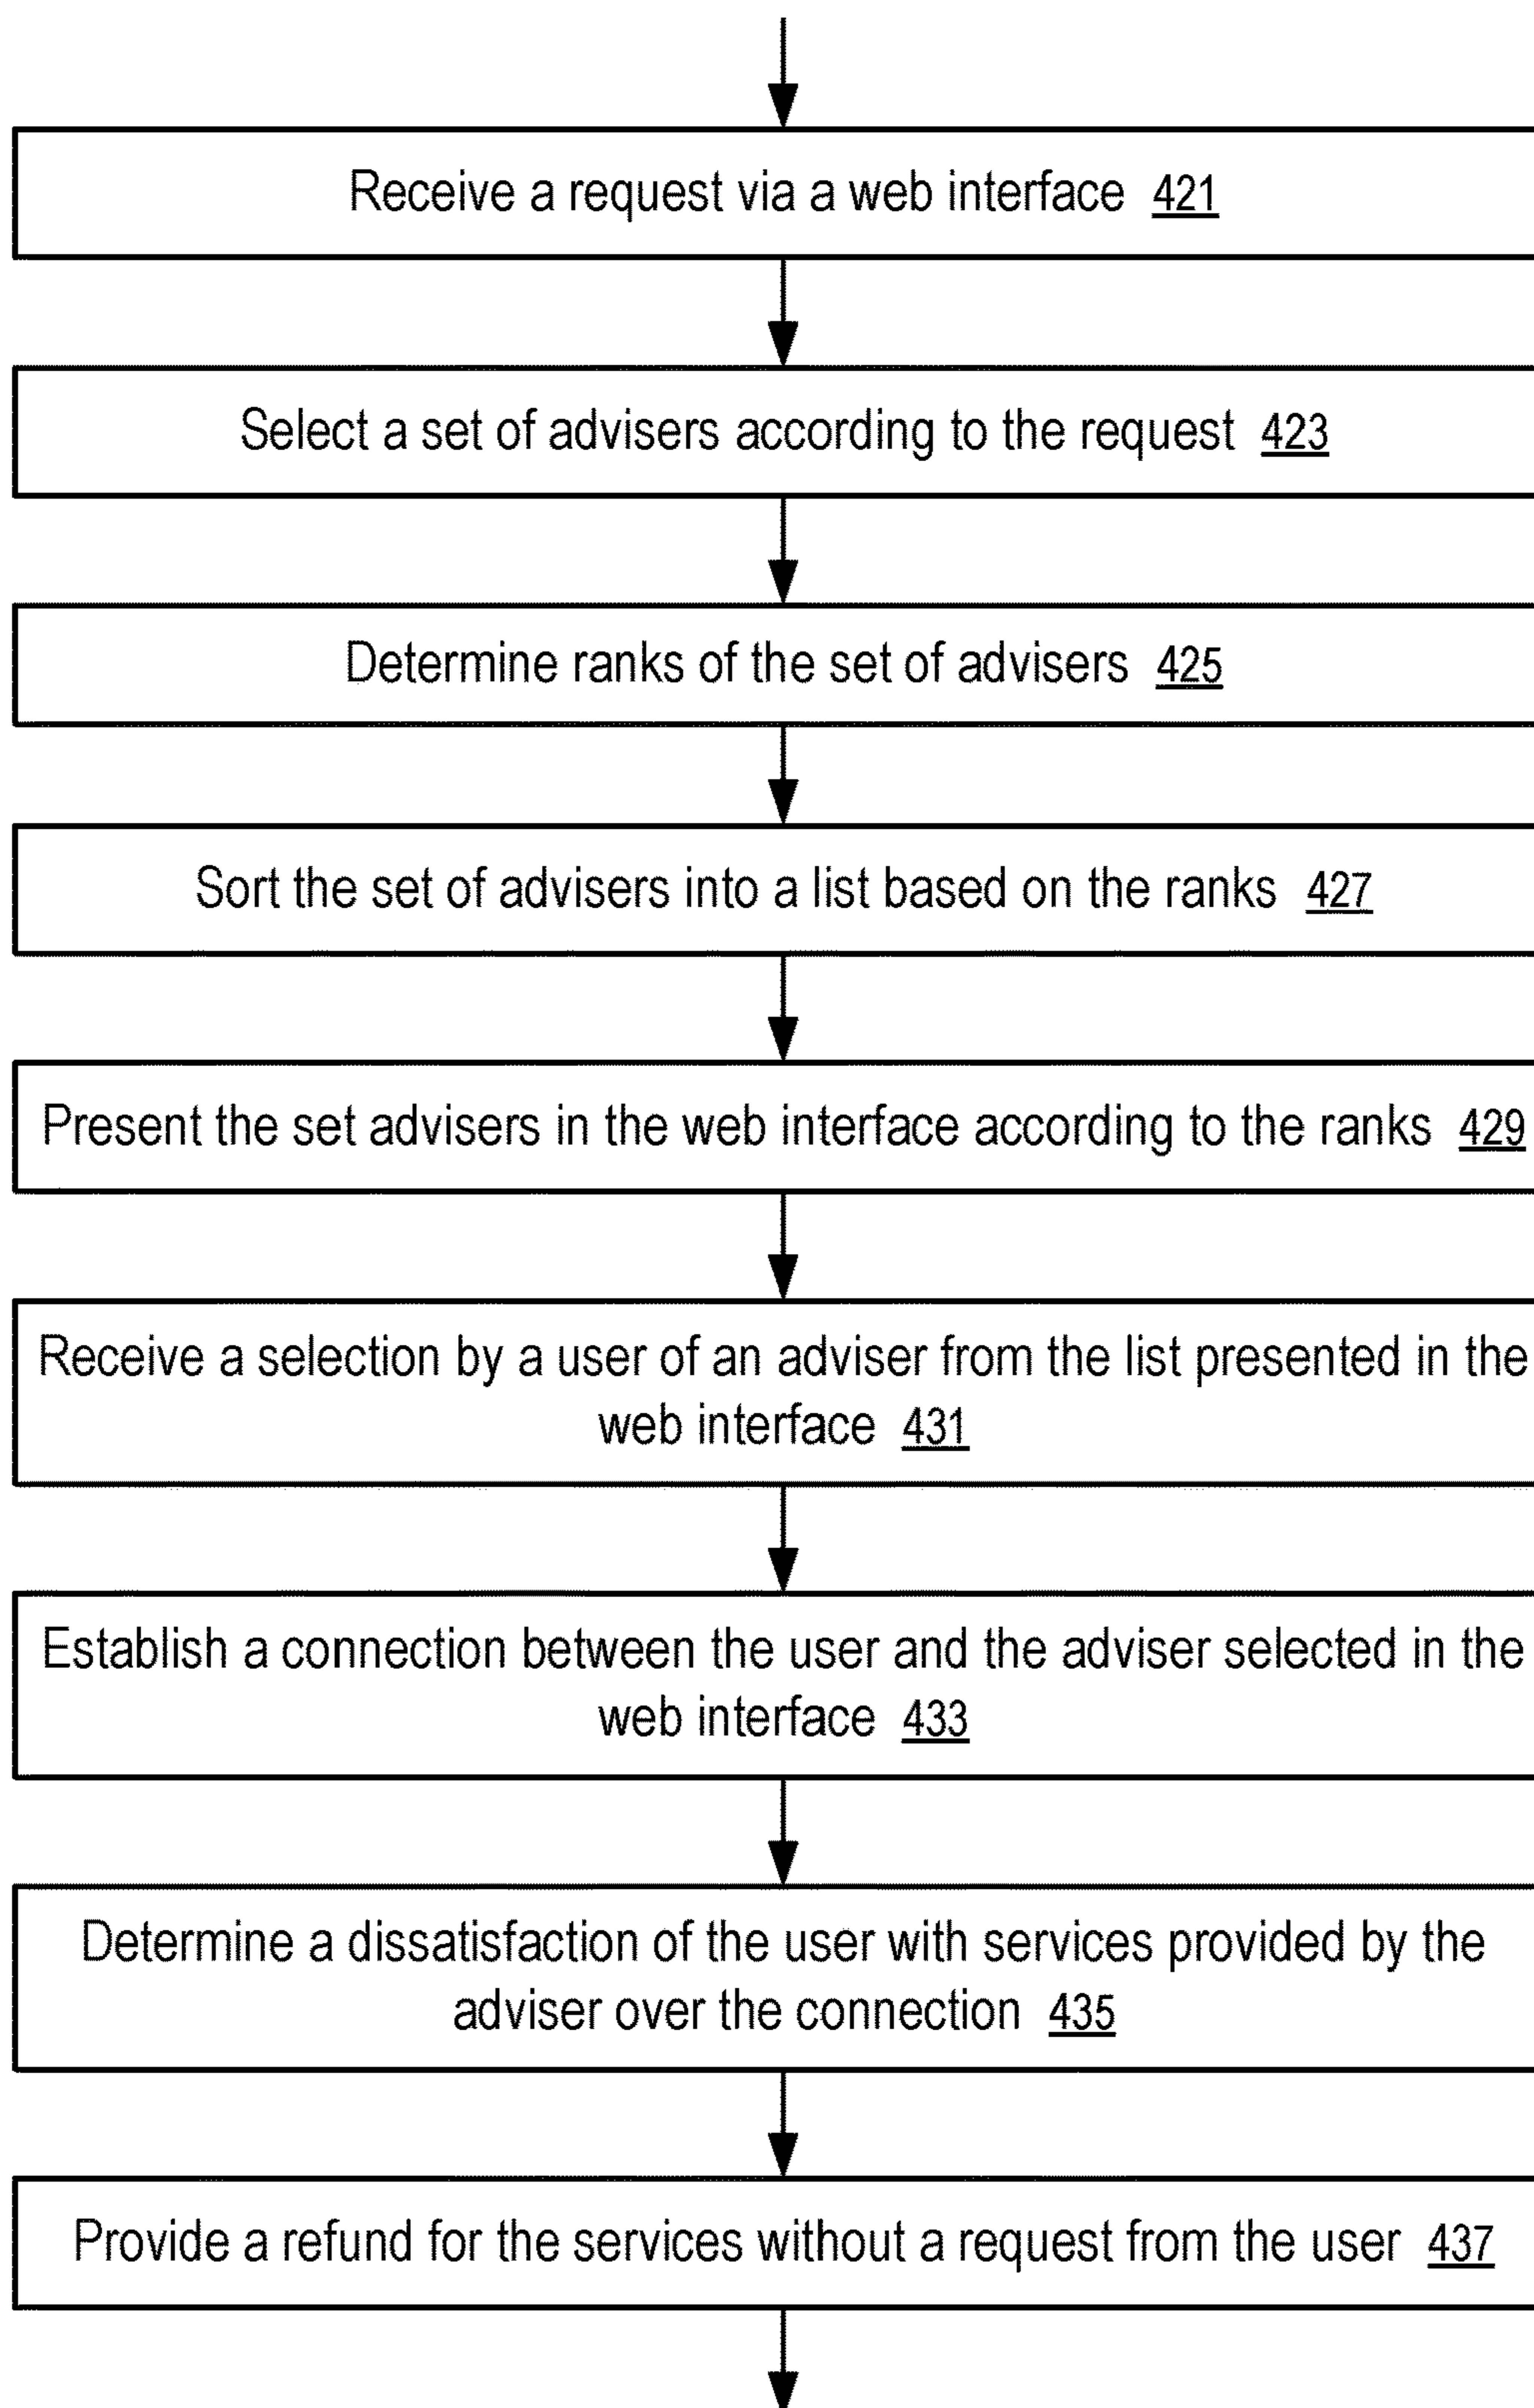 Receive a request via a web interface 421
Select a set of advisers according to the request 423
Determine ranks of the set of advisers 425
Sort the set of advisers into a list based on the ranks 427
Present the set advisers in the web interface according to the ranks 429
Receive a selection by a user of an adviser from the list presented in the
web interface 431
Establish a connection between the user and the adviser selected in the
web interface 433
Determine a dissatisfaction of the user with services provided by the
adviser over the connection 435
Provide a refund for the services without a request from the user 437